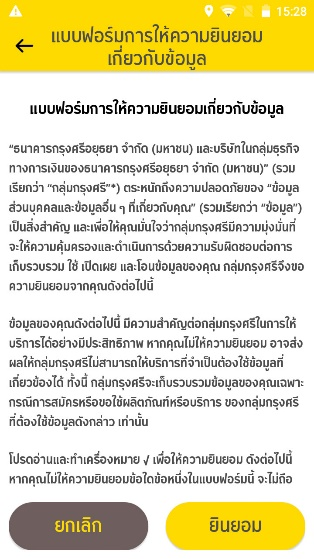 15:28
แบบฟอร์มการให้ความยินยอม
เกี่ยวกับข้อมูล
แบบฟอร์มการให้ความยินยอมเกี่ยวกับข้อมูล
“ธนาคารกรุงศรีอยุธยา จำกัด (มหาชน) และบริษัทในกลุ่มธุรกิจ
ทางการเงินของธนาคารกรุงศรีอยุธยา จำกัด (มหาชน)” (รวม
เรียกว่า “กลุ่มกรุงศรี”*) ตระหนักถึงความปลอดภัยของ “ข้อมูล
ส่วนบุคคลและข้อมูลอื่น ๆ ที่เกี่ยวกับคุณ” (รวมเรียกว่า “ข้อมูล”)
เป็นสิ่งสำคัญ และเพื่อให้คุณมั่นใจว่ากลุ่มกรุงศรีมีความมุ่งมั่นที่
จะให้ความคุ้มครองและดำเนินการด้วยความรับผิดชอบต่อการ
เก็บรวบรวม ใช้ เปิดเผย และโอนข้อมูลของคุณ กลุ่มกรุงศรีจึงขอ
ความยินยอมจากคุณดังต่อไปนี้
ข้อมูลของคุณดังต่อไปนี้ มีความสำคัญต่อกลุ่มกรุงศรีในการให้
บริการได้อย่างมีประสิทธิภาพ หากคุณไม่ให้ความยินยอม อาจส่ง
ผลให้กลุ่มกรุงศรีไม่สามารถให้บริการที่จำเป็นต้องใช้ข้อมูลที่
เกี่ยวข้องได้ ทั้งนี้ กลุ่มกรุงศรีจะเก็บรวบรวมข้อมูลของคุณเฉพาะ
กรณีการสมัครหรือขอใช้ผลิตภัณฑ์หรือบริการ ของกลุ่มกรุงศรี
ที่ต้องใช้ข้อมูลดังกล่าว เท่านั้น
โปรดอ่านและทำเครื่องหมาย √ เพื่อให้ความยินยอม ดังต่อไปนี้
หากคุณไม่ให้ความยินยอมข้อใดข้อหนึ่งในแบบฟอร์มนี้ จะไม่ถือ
ยกเลิก
ยินยอม